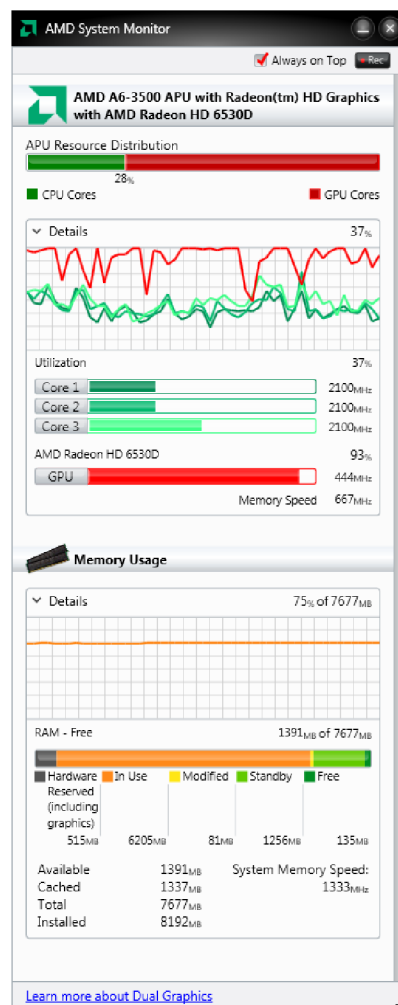 AMD System Monitor
Always on Top Rec
AMD A6-3500 APU with Radeon(tm) HD Graphics
with AMD Radeon HD 6530D
APU Resource Distribution
28%
CPU Cores GPU Cores
Details 37%
Utilization 37%
Core 1 2100MHz
Core 2 2100MHz
Core 3 2100MHz
AMD Radeon HD 6530D 93%
GPU 444MHz
Memory Speed 667MHz
Memory Usage
Details 75% of 7677MB
RAM - Free 1391MB of 7677MB
Hardware In Use Modified Standby Free
Reserved
(including
graphics)
515MB 6205MB 81MB 1256MB 135MB
Available 1391MB System Memory Speed:
Cached 1337MB 1333MHz
Total 7677MB
Installed 8192MB
Learn more about Dual Graphics